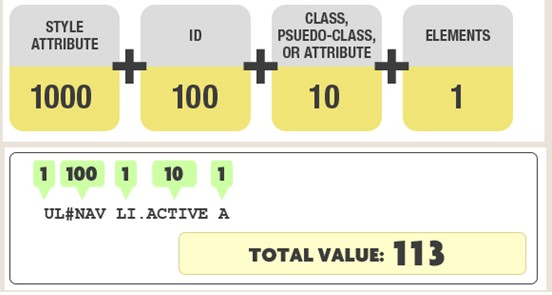 STYLE
ATTRIBUTE
+
ID
+
CLASS,
PSUEDO-CLASS,
OR ATTRIBUTE
+
ELEMENTS
1000
100
10
1
1 100 1 10 1
UL#NAV LI.ACTIVE A
TOTAL VALUE: 113